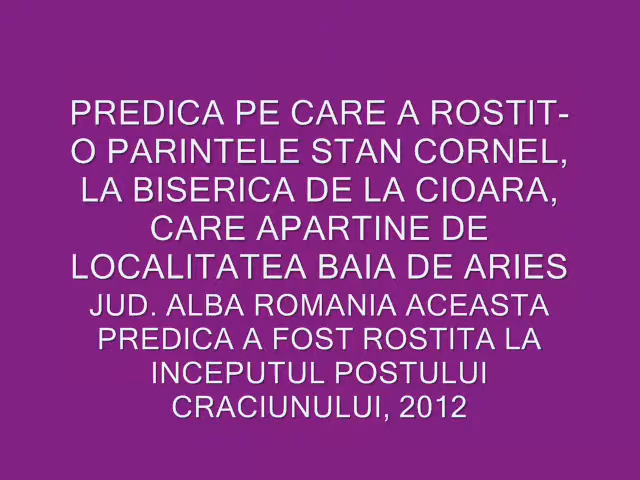 PREDICA PE CARE A ROSTIT-
O PARINTELE STAN CORNEL,
LA BISERICA DE LA CIOARA,
CARE APARTINE DE
LOCALITATEA BAIA DE ARIES
JUD. ALBA ROMANIA ACEASTA
PREDICA A FOST ROSTITA LA
INCEPUTUL POSTULUI
CRACIUNULUI, 2012